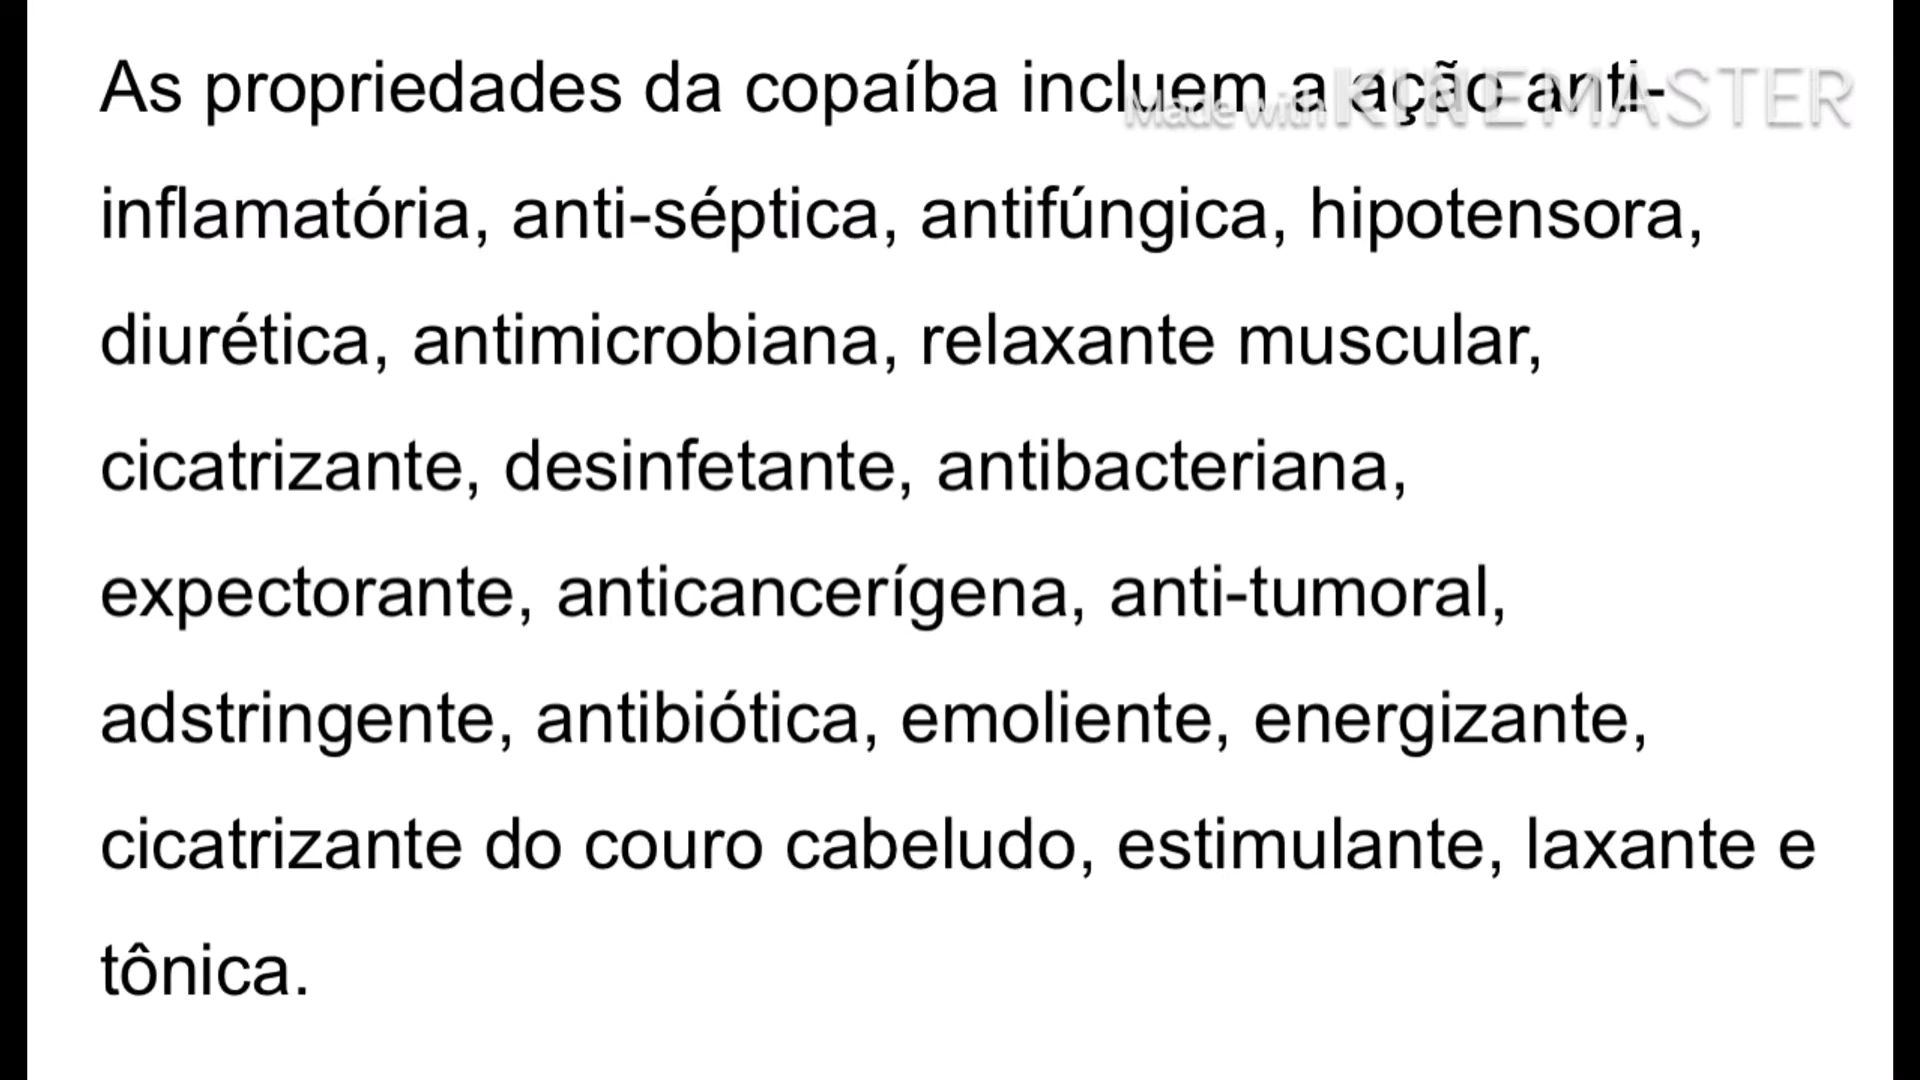 As propriedades da copaíba incluem a ação anti-
Made with KINEMASTER
inflamatória, anti-séptica, antifúngica, hipotensora,
diurética, antimicrobiana, relaxante muscular,
cicatrizante, desinfetante, antibacteriana,
expectorante, anticancerígena, anti-tumoral,
adstringente, antibiótica, emoliente, energizante,
cicatrizante do couro cabeludo, estimulante, laxante e
tônica.